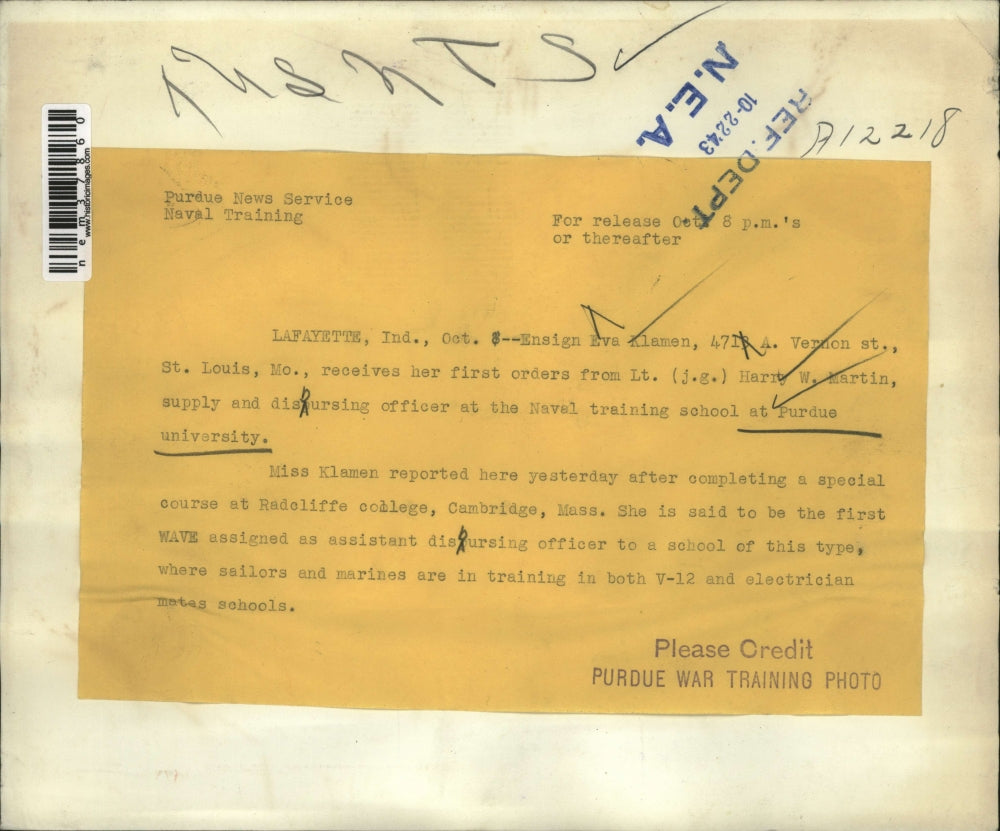 N.E.A.
10-22-43
REF. DEPT.
A12218
nem37860
www.historicimages.com
Purdue News Service
Naval Training
For release Oct. 8 p.m.'s
or thereafter
LAFAYETTE, Ind., Oct. 8--Ensign Eva Klamen, A. Vernon st.,
St. Louis, Mo., receives her first orders from Lt. (j.g.) Harry W. Martin,
supply and disbursing officer at the Naval training school at Purdue
university.
Miss Klamen reported here yesterday after completing a special
course at Radcliffe college, Cambridge, Mass. She is said to be the first
WAVE assigned as assistant disbursing officer to a school of this type,
where sailors and marines are in training in both V-12 and electrician
mates schools.
Please Credit
PURDUE WAR TRAINING PHOTO